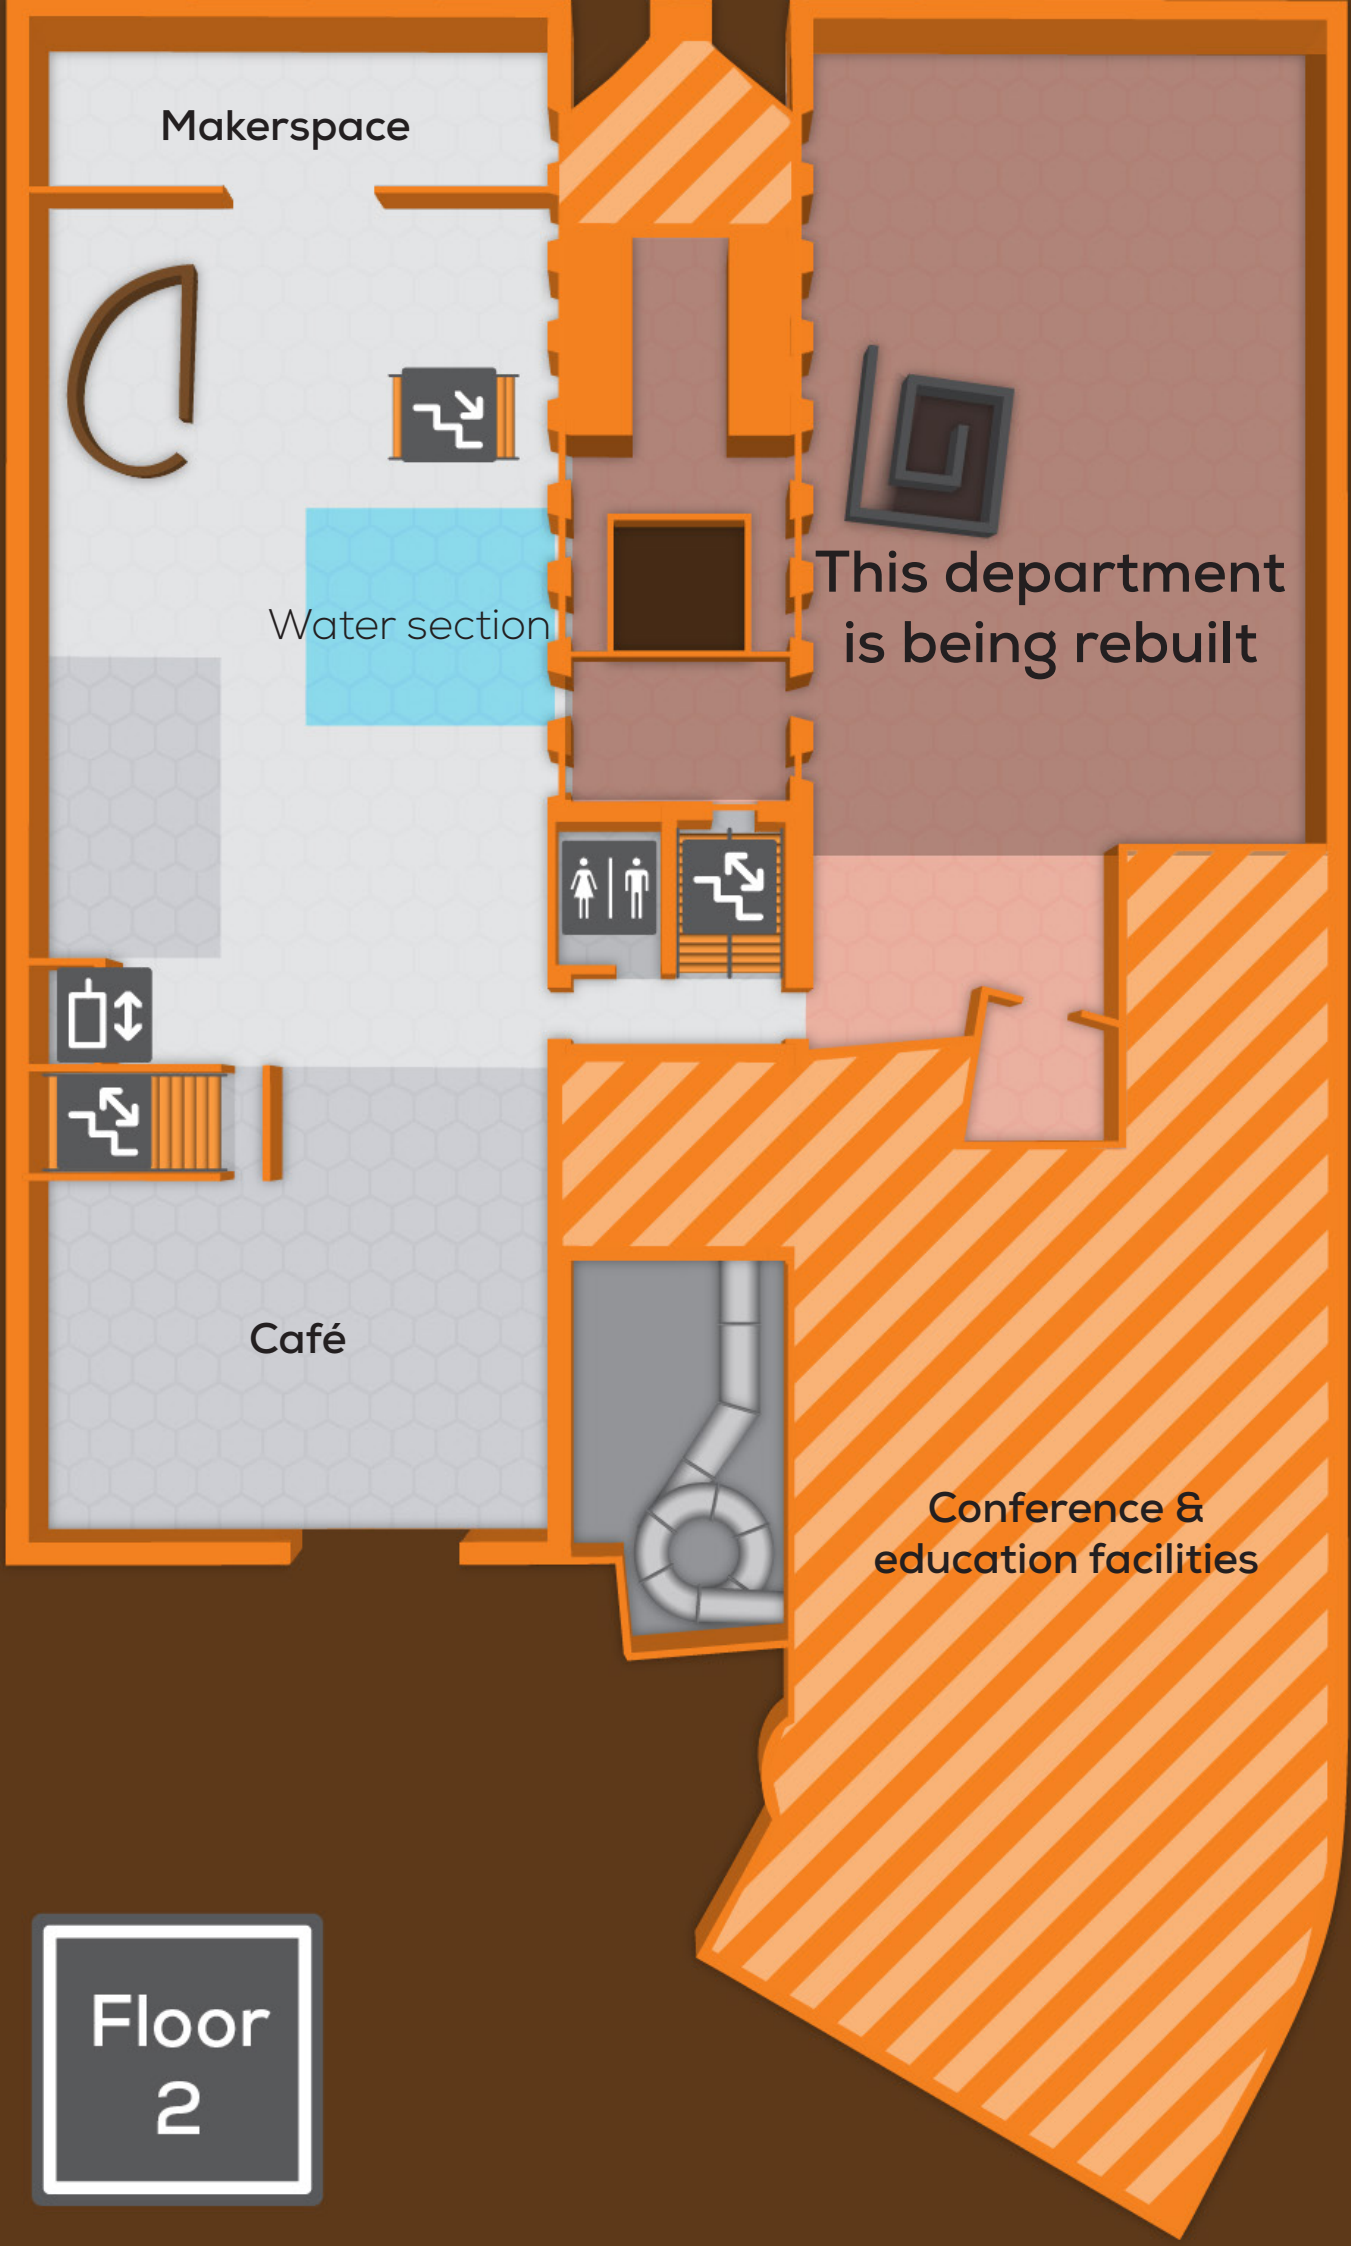 Makerspace
Water section
This department
is being rebuilt
Café
Conference &
education facilities
Floor
2